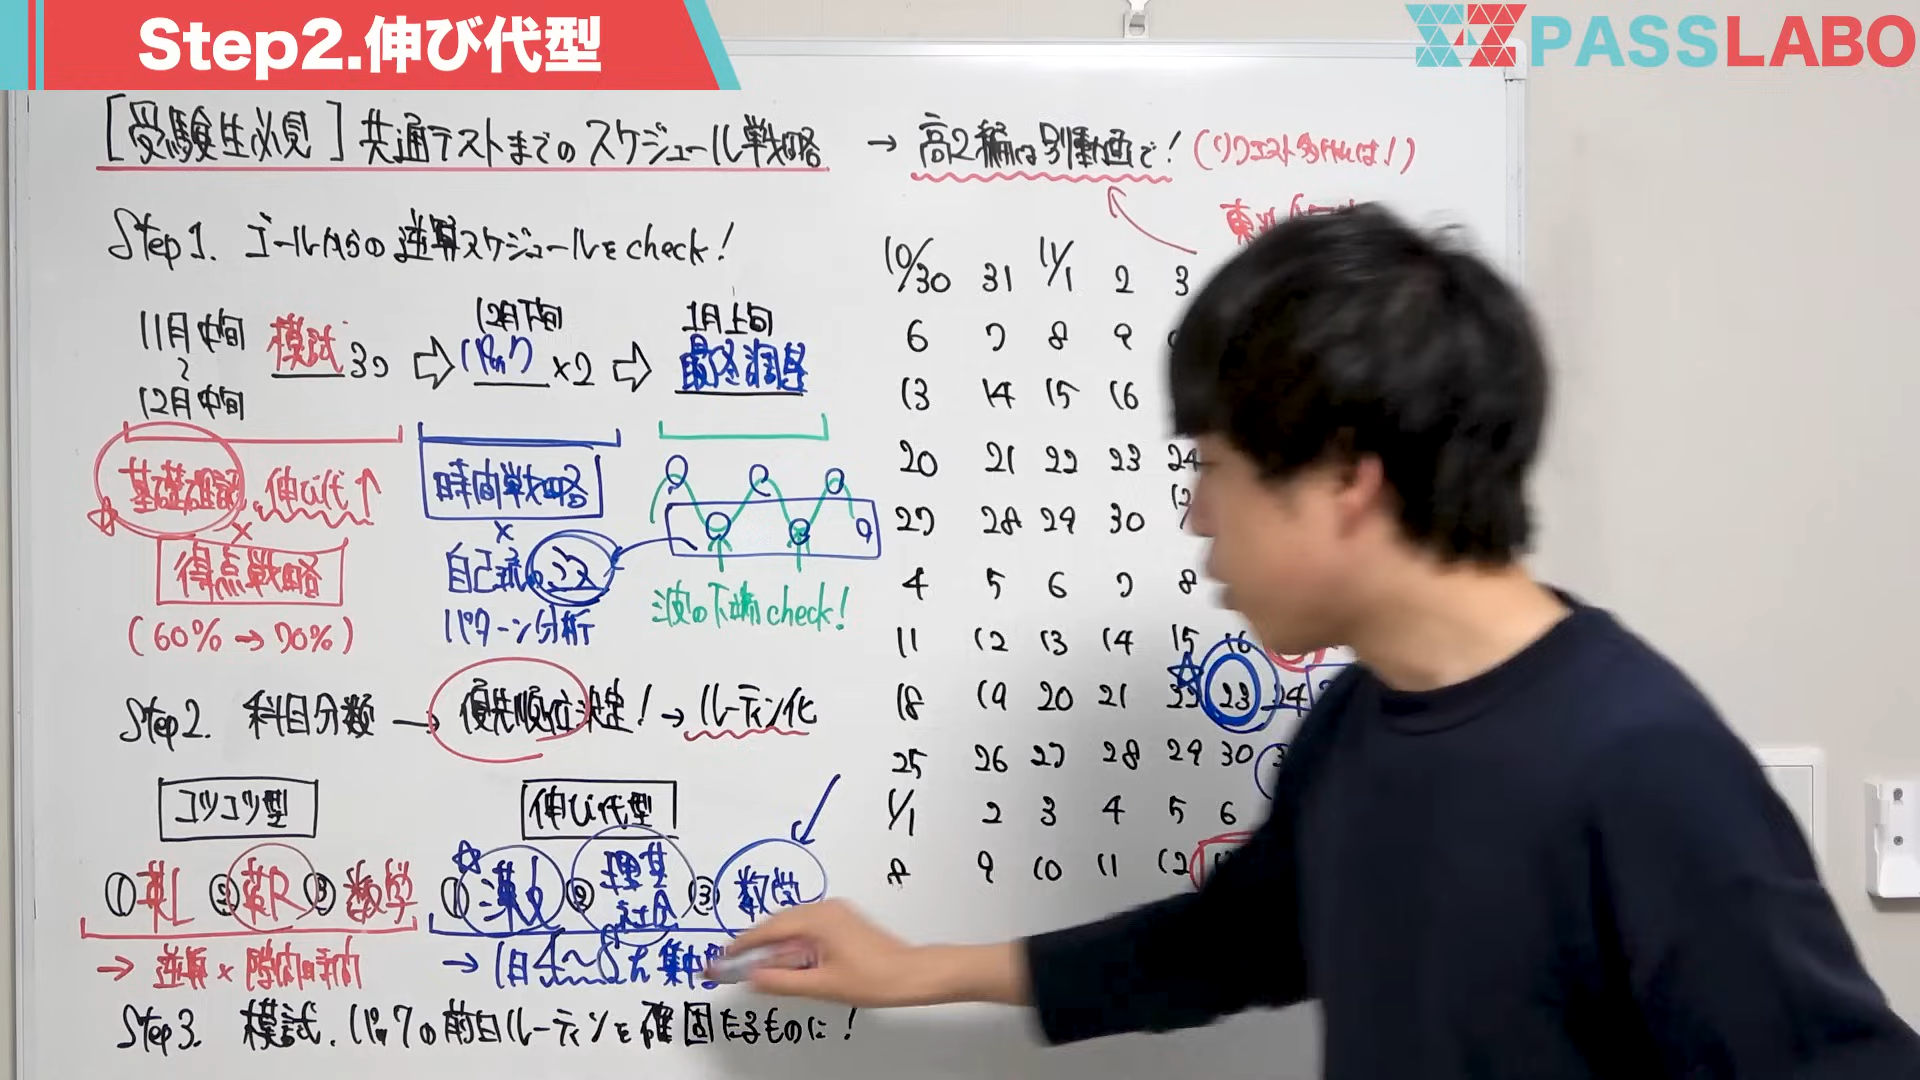 Step2.伸び代型
PASSLABO
[受験生必見] 共通テストまでのスケジュール戦略 → 高2編は別動画で! (リクエスト多ければ!)
Step1. ゴールからの逆算スケジュールをcheck!
11月中旬
~
12月中旬
模試 3つ
⇨
12月下旬
パック ×2
⇨
1月上旬
最終調整
基礎確認
伸び代↑
×
得点戦略
(60% → 70%)
時間戦略
×
自己流のミス
パターン分析
波の下端check!
Step2. 科目分類 → 優先順位決定! → ルーティン化
コツコツ型
①英L ②英R ③数学
→ 逆算×隙間時間
伸び代型
①漢文 ②理基 社会 ③数学
→ 1日4~5h 集中
Step3. 模試、パックの前日ルーティンを確固たるものに!
10/30 31 11/1 2 3
6 7 8 9
13 14 15 16
20 21 22 23 24
27 28 29 30
4 5 6 7 8
11 12 13 14 15 16
18 19 20 21 22 23 24
25 26 27 28 29 30
1/1 2 3 4 5 6
8 9 10 11 12